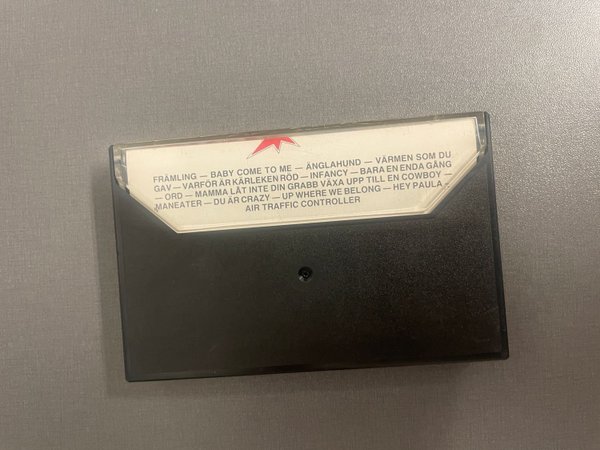 FRÄMLING — BABY COME TO ME — ÄNGLAHUND — VÄRMEN SOM DU
GAV — VARFÖR ÄR KÄRLEKEN RÖD — INFANCY — BARA EN ENDA GÅNG
— ORD — MAMMA LÅT INTE DIN GRABB VÄXA UPP TILL EN COWBOY —
MANEATER — DU ÄR CRAZY — UP WHERE WE BELONG — HEY PAULA —
AIR TRAFFIC CONTROLLER